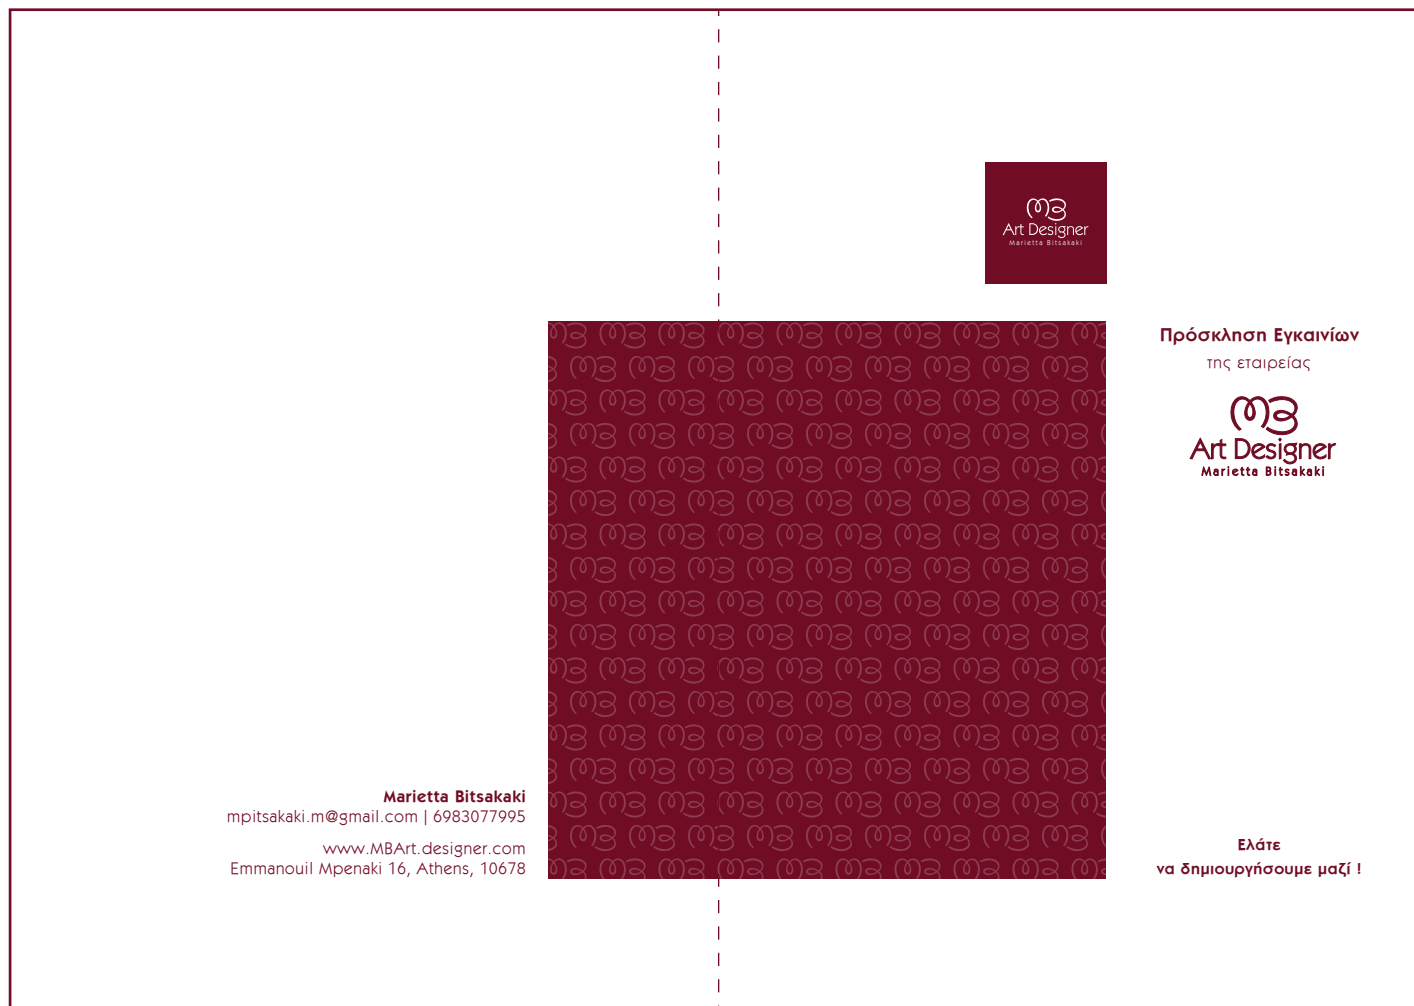 MB
Art Designer
Marietta Bitsakaki
Πρόσκληση Εγκαινίων
της εταιρείας
MB
Art Designer
Marietta Bitsakaki
Marietta Bitsakaki
mpitsakaki.m@gmail.com | 6983077995
www.MBArt.designer.com
Emmanouil Mpenaki 16, Athens, 10678
Ελάτε
να δημιουργήσουμε μαζί !